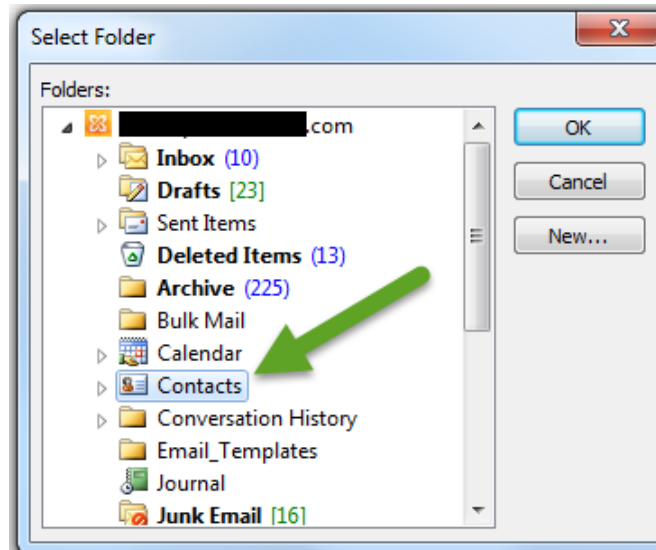 Select Folder
Folders:
.com
Inbox (10)
Drafts [23]
Sent Items
Deleted Items (13)
Archive (225)
Bulk Mail
Calendar
Contacts
Conversation History
Email_Templates
Journal
Junk Email [16]
OK
Cancel
New...